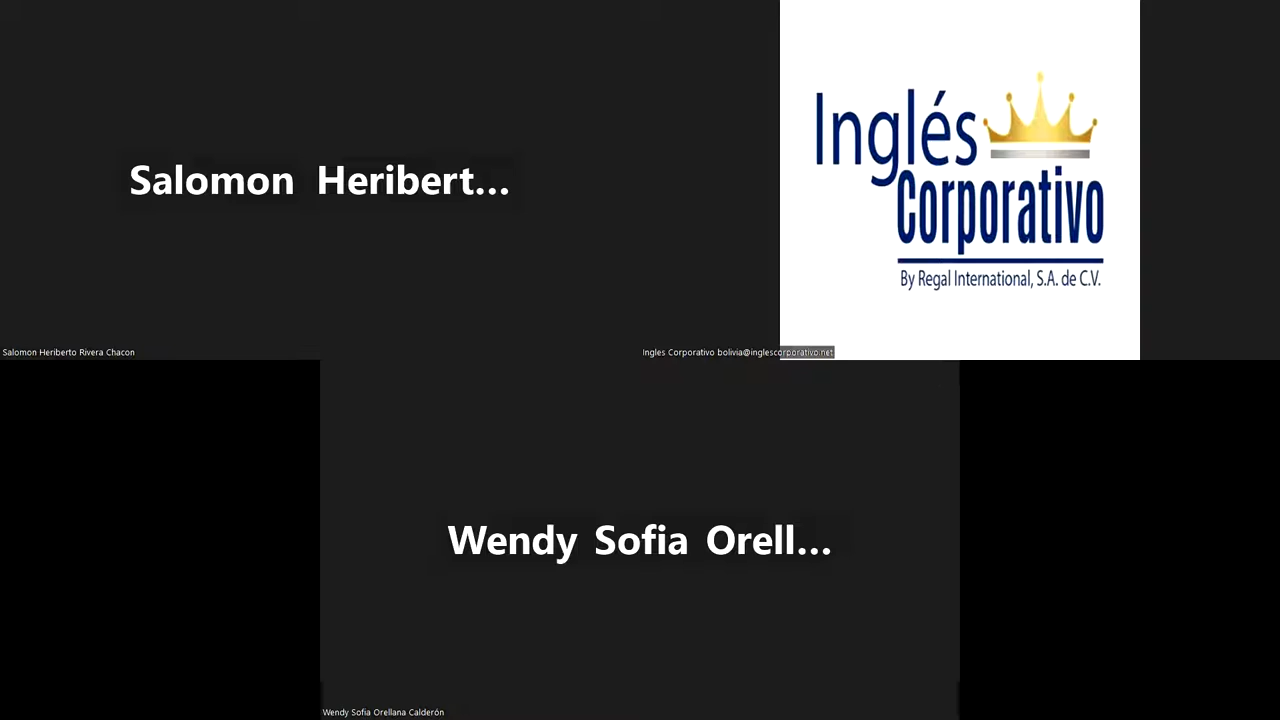 Salomon Heribert...
Inglés
Corporativo
By Regal International, S.A. de C.V.
Salomon Heriberto Rivera Chacon
Ingles Corporativo bolivia@inglescorporativo.net
Wendy Sofia Orell...
Wendy Sofia Orellana Calderón